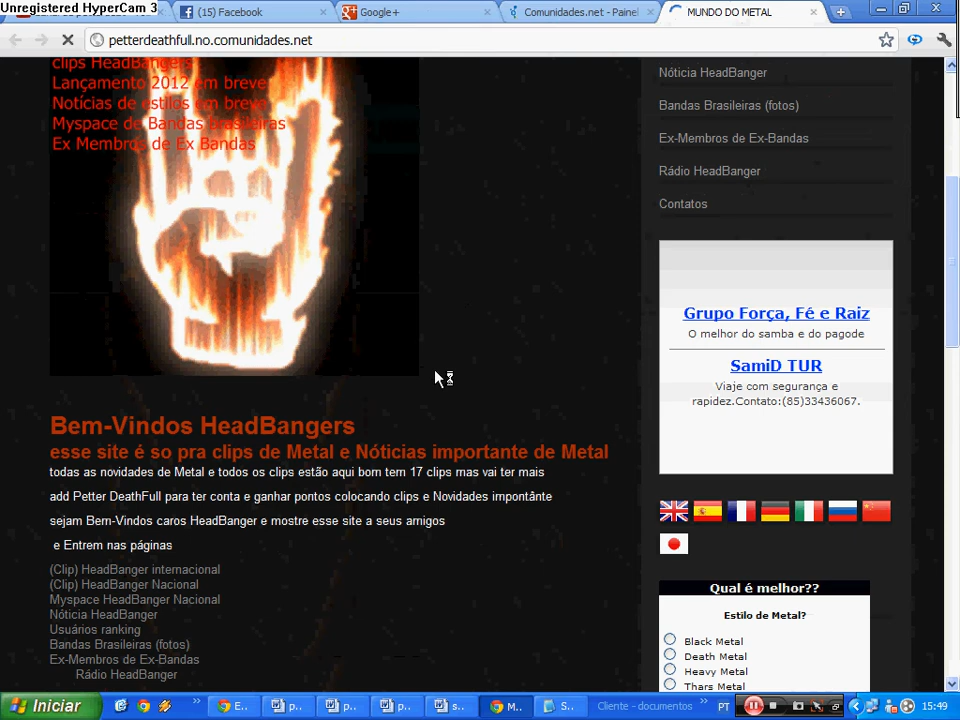 Unregistered HyperCam 3
(15) Facebook
Google+
Comunidades.net - Painel
MUNDO DO METAL
petterdeathfull.no.comunidades.net
clips HeadBangers
Lançamento 2012 em breve
Notícias de estilos em breve
Myspace de Bandas brasileiras
Ex Membros de Ex Bandas
Nóticia HeadBanger
Bandas Brasileiras (fotos)
Ex-Membros de Ex-Bandas
Rádio HeadBanger
Contatos
Grupo Força, Fé e Raiz
O melhor do samba e do pagode
SamiD TUR
Viaje com segurança e
rapidez.Contato:(85)33436067.
Bem-Vindos HeadBangers
esse site é so pra clips de Metal e Nóticias importante de Metal
todas as novidades de Metal e todos os clips estão aqui bom tem 17 clips mas vai ter mais
add Petter DeathFull para ter conta e ganhar pontos colocando clips e Novidades impontânte
sejam Bem-Vindos caros HeadBanger e mostre esse site a seus amigos
e Entrem nas páginas
(Clip) HeadBanger internacional
(Clip) HeadBanger Nacional
Myspace HeadBanger Nacional
Nóticia HeadBanger
Usuários ranking
Bandas Brasileiras (fotos)
Ex-Membros de Ex-Bandas
Rádio HeadBanger
Qual é melhor??
Estilo de Metal?
Black Metal
Death Metal
Heavy Metal
Thars Metal
Iniciar
E...
p...
p...
p...
s...
M...
S...
Cliente - documentos
PT
15:49